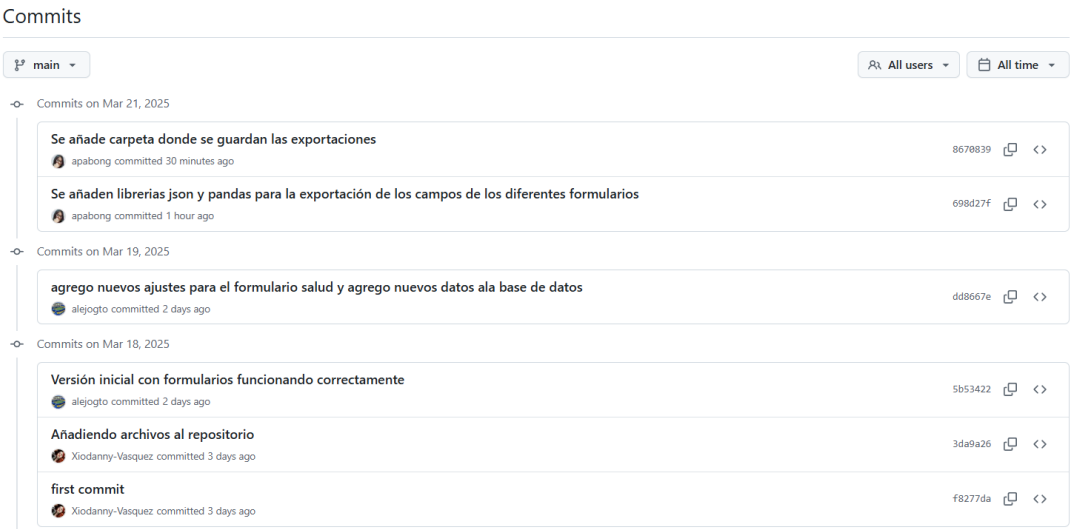 Commits
main
All users
All time
Commits on Mar 21, 2025
Se añade carpeta donde se guardan las exportaciones
8670839
apabong committed 30 minutes ago
Se añaden librerias json y pandas para la exportación de los campos de los diferentes formularios
698d27f
apabong committed 1 hour ago
Commits on Mar 19, 2025
agrego nuevos ajustes para el formulario salud y agrego nuevos datos ala base de datos
dd8667e
alejogto committed 2 days ago
Commits on Mar 18, 2025
Versión inicial con formularios funcionando correctamente
5b53422
alejogto committed 2 days ago
Añadiendo archivos al repositorio
3da9a26
Xiodanny-Vasquez committed 3 days ago
first commit
f8277da
Xiodanny-Vasquez committed 3 days ago